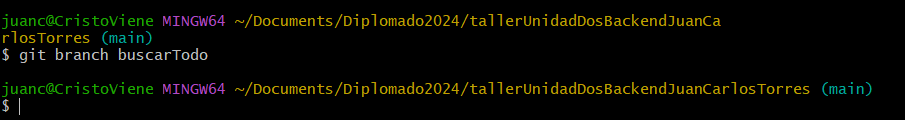 juanc@CristoViene MINGW64 ~/Documents/Diplomado2024/tallerUnidadDosBackendJuanCa
rlosTorres (main)
$ git branch buscarTodo
juanc@CristoViene MINGW64 ~/Documents/Diplomado2024/tallerUnidadDosBackendJuanCarlosTorres (main)
$